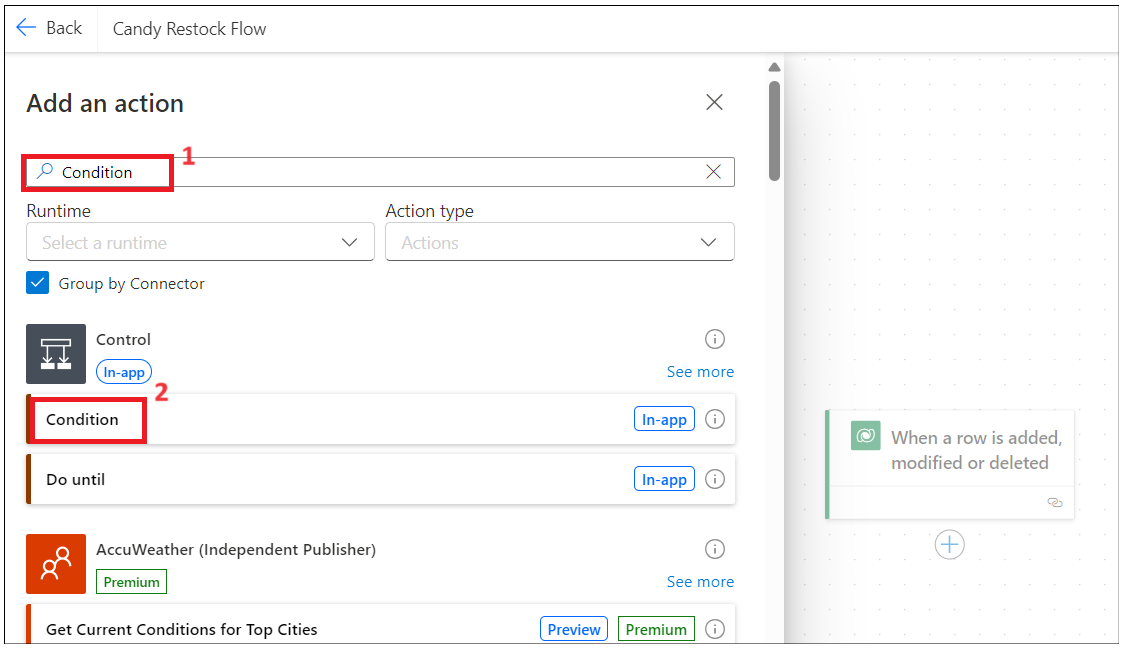 Back
Candy Restock Flow
Add an action
Condition
1
Runtime
Action type
Select a runtime
Actions
Group by Connector
Control
In-app
See more
2
Condition
In-app
Do until
In-app
AccuWeather (Independent Publisher)
Premium
See more
Get Current Conditions for Top Cities
Preview
Premium
When a row is added,
modified or deleted